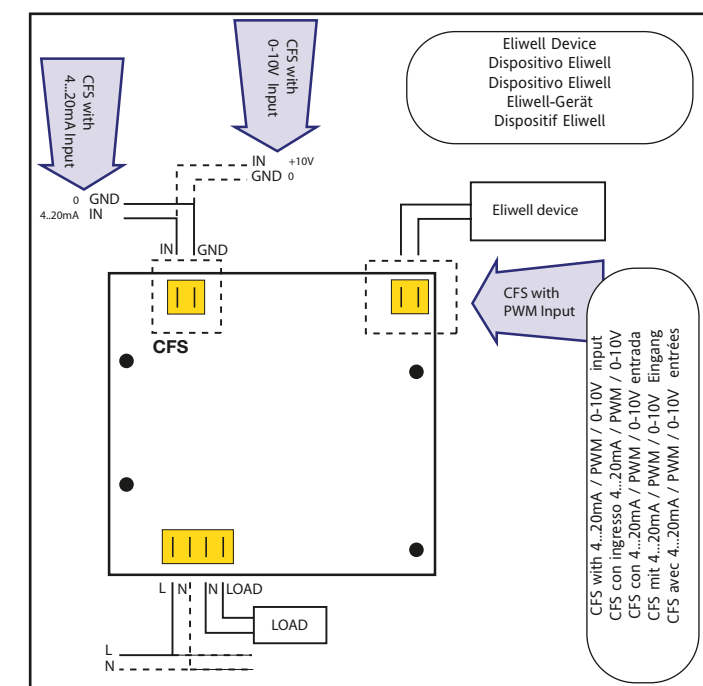 CFS with
4...20mA Input
CFS with
0-10V Input
Eliwell Device
Dispositivo Eliwell
Dispositivo Eliwell
Eliwell-Gerät
Dispositif Eliwell
IN +10V
GND 0
0 GND
4..20mA IN
IN GND
Eliwell device
CFS with
PWM Input
CFS
CFS with 4...20mA / PWM / 0-10V input
CFS con ingresso 4...20mA / PWM / 0-10V
CFS con 4...20mA / PWM / 0-10V entrada
CFS mit 4...20mA / PWM / 0-10V Eingang
CFS avec 4...20mA / PWM / 0-10V entrées
L N N LOAD
LOAD
L
N